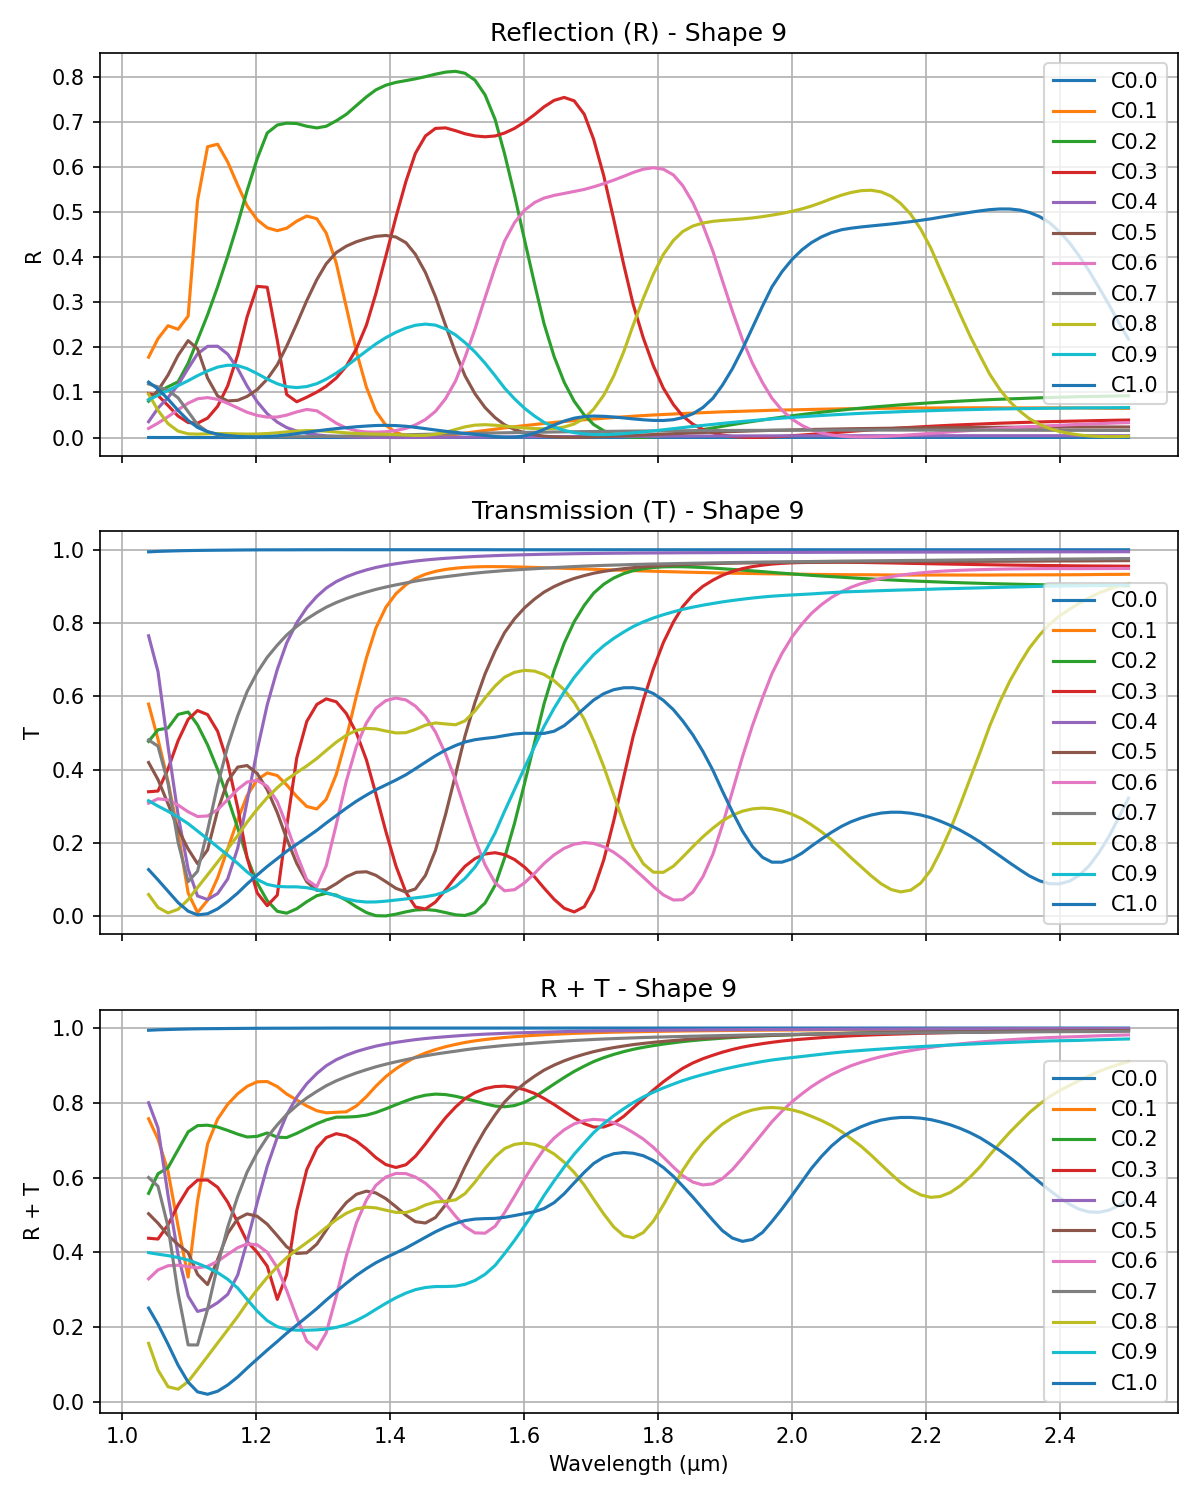 Reflection (R) - Shape 9
0.8
0.7
0.6
0.5
0.4
0.3
0.2
0.1
0.0
R
C0.0
C0.1
C0.2
C0.3
C0.4
C0.5
C0.6
C0.7
C0.8
C0.9
C1.0
Transmission (T) - Shape 9
1.0
0.8
0.6
0.4
0.2
0.0
T
C0.0
C0.1
C0.2
C0.3
C0.4
C0.5
C0.6
C0.7
C0.8
C0.9
C1.0
R + T - Shape 9
1.0
0.8
0.6
0.4
0.2
0.0
R + T
C0.0
C0.1
C0.2
C0.3
C0.4
C0.5
C0.6
C0.7
C0.8
C0.9
C1.0
1.0 1.2 1.4 1.6 1.8 2.0 2.2 2.4
Wavelength (μm)